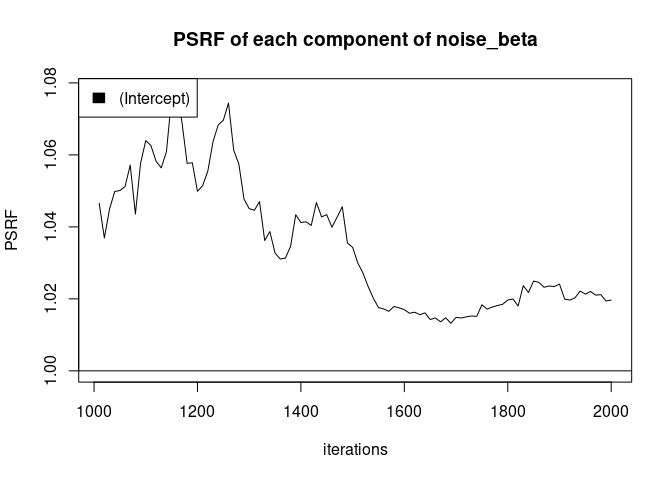 PSRF of each component of noise_beta
(Intercept)
PSRF
1.08
1.06
1.04
1.02
1.00
1000 1200 1400 1600 1800 2000
iterations